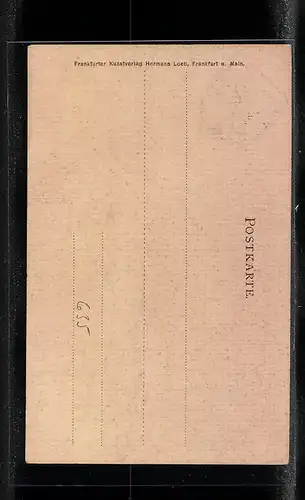 Frankfurter Kunstverlag Hermann Loeb, Frankfurt a. Main.
POSTKARTE.
635